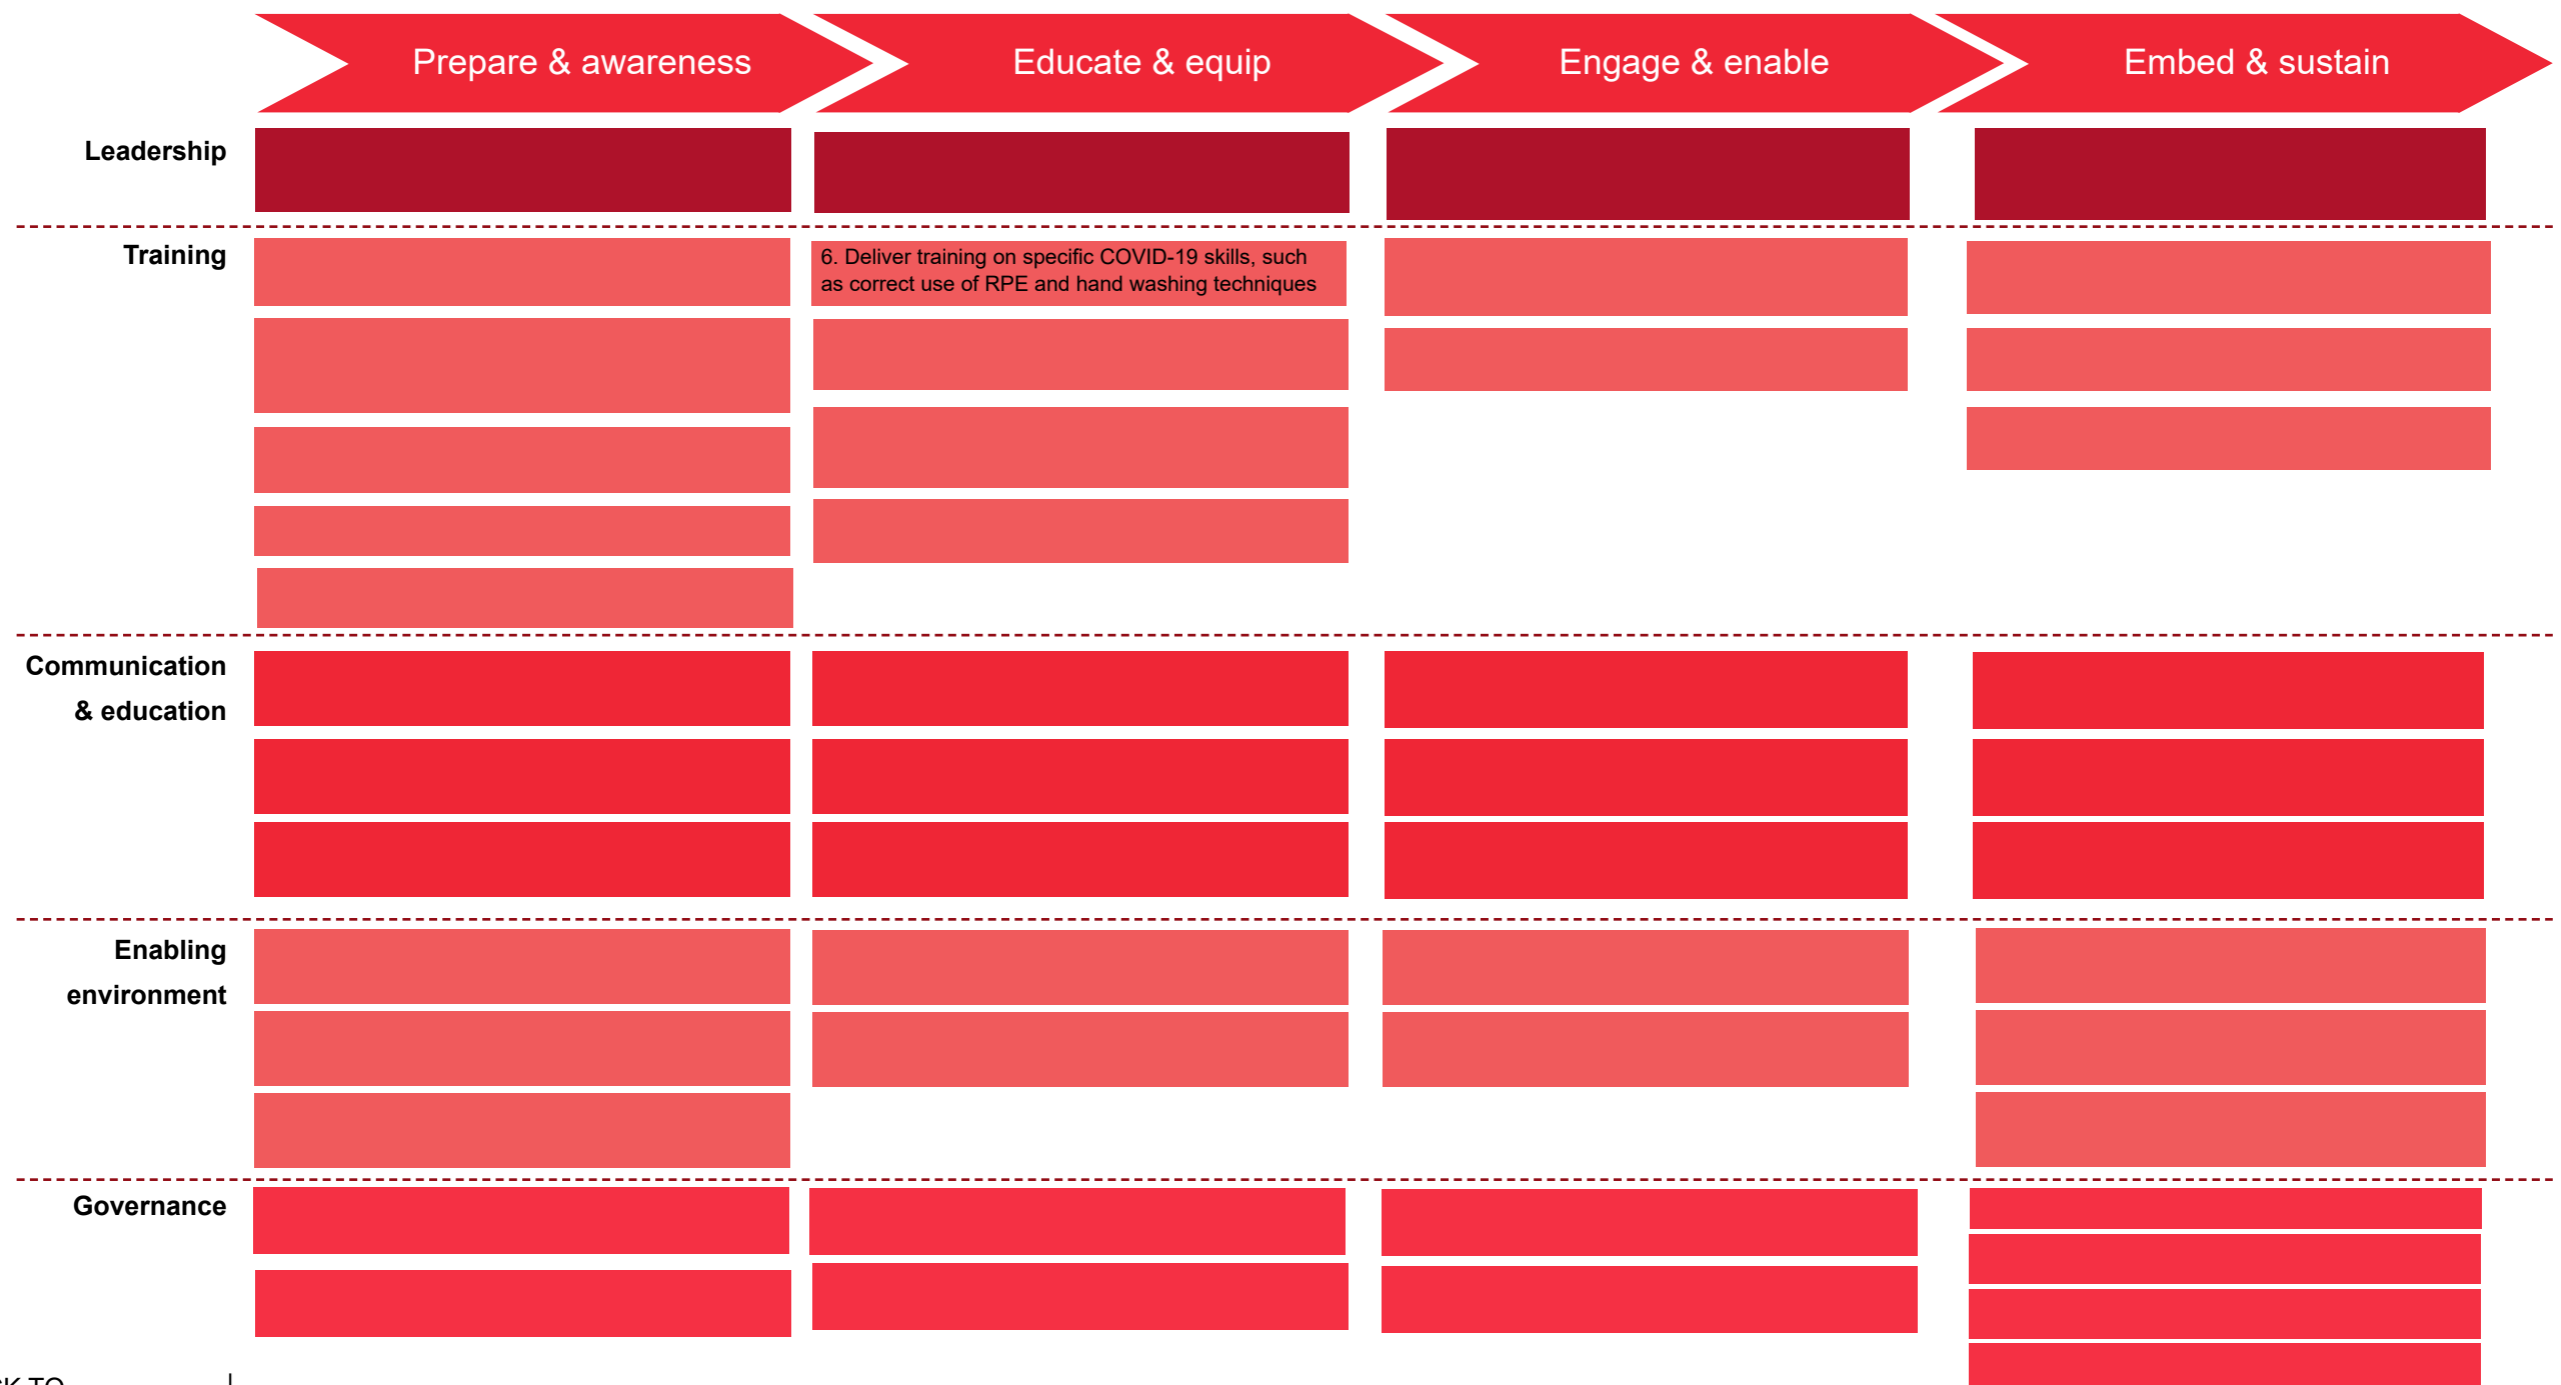 Prepare & awareness
Educate & equip
Engage & enable
Embed & sustain
Leadership
Training
6. Deliver training on specific COVID-19 skills, such
as correct use of RPE and hand washing techniques
Communication
& education
Enabling
environment
Governance
TO